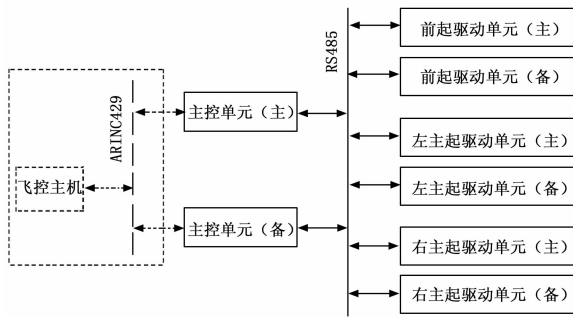 飞控主机
ARINC429
主控单元（主）
主控单元（备）
RS485
前起驱动单元（主）
前起驱动单元（备）
左主起驱动单元（主）
左主起驱动单元（备）
右主起驱动单元（主）
右主起驱动单元（备）